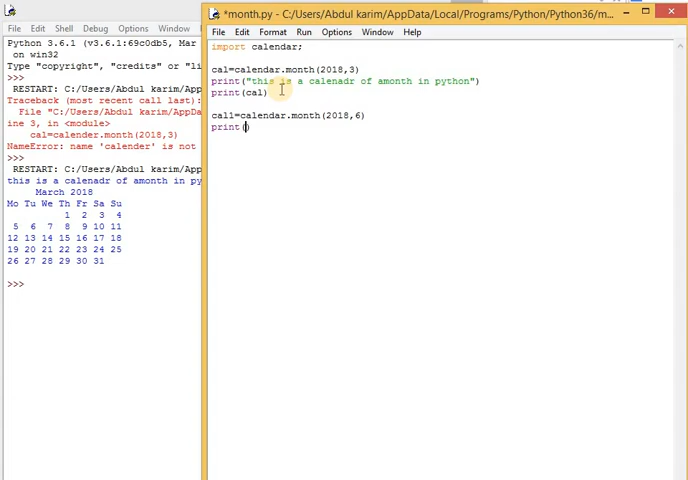 File Edit Shell Debug Options Window
Python 3.6.1 (v3.6.1:69c0db5, Mar
on win32
Type "copyright", "credits" or "li
>>>
RESTART: C:/Users/Abdul karim/App
Traceback (most recent call last):
File "C:/Users/Abdul karim/AppDa
ine 3, in <module>
cal=calender.month(2018,3)
NameError: name 'calender' is not
>>>
RESTART: C:/Users/Abdul karim/App
this is a calenadr of amonth in py
March 2018
Mo Tu We Th Fr Sa Su
1 2 3 4
5 6 7 8 9 10 11
12 13 14 15 16 17 18
19 20 21 22 23 24 25
26 27 28 29 30 31
>>>
*month.py - C:/Users/Abdul karim/AppData/Local/Programs/Python/Python36/m...
File Edit Format Run Options Window Help
import calendar;
cal=calendar.month(2018,3)
print("this is a calenadr of amonth in python")
print(cal)
cal1=calendar.month(2018,6)
print()